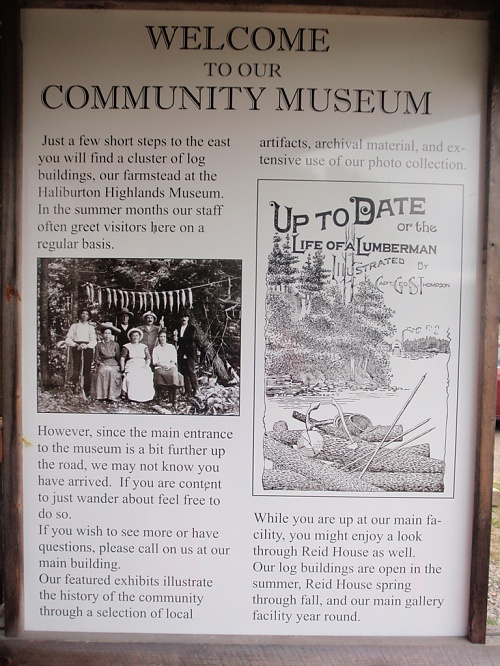 WELCOME
TO OUR
COMMUNITY MUSEUM
Just a few short steps to the east
you will find a cluster of log
buildings, our farmstead at the
Haliburton Highlands Museum.
In the summer months our staff
often greet visitors here on a
regular basis.
However, since the main entrance
to the museum is a bit further up
the road, we may not know you
have arrived. If you are content
to just wander about feel free to
do so.
If you wish to see more or have
questions, please call on us at our
main building.
Our featured exhibits illustrate
the history of the community
through a selection of local
artifacts, archival material, and ex-
tensive use of our photo collection.
UP TO DATE
or the
LIFE OF A LUMBERMAN
ILLUSTRATED BY
CAPT. GEO S. THOMPSON
While you are up at our main fa-
cility, you might enjoy a look
through Reid House as well.
Our log buildings are open in the
summer, Reid House spring
through fall, and our main gallery
facility year round.